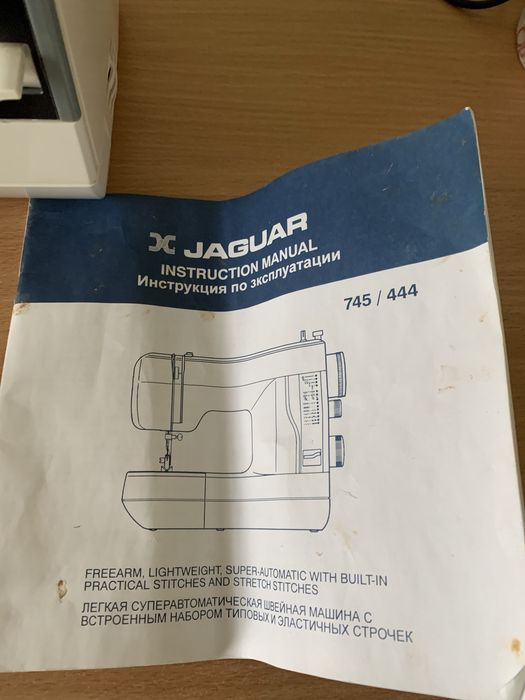 JAGUAR
INSTRUCTION MANUAL
Инструкция по эксплуатации
745 / 444
FREEARM, LIGHTWEIGHT, SUPER-AUTOMATIC WITH BUILT-IN
PRACTICAL STITCHES AND STRETCH STITCHES
ЛЕГКАЯ СУПЕРАВТОМАТИЧЕСКАЯ ШВЕЙНАЯ МАШИНА С
ВСТРОЕННЫМ НАБОРОМ ТИПОВЫХ И ЭЛАСТИЧНЫХ СТРОЧЕК